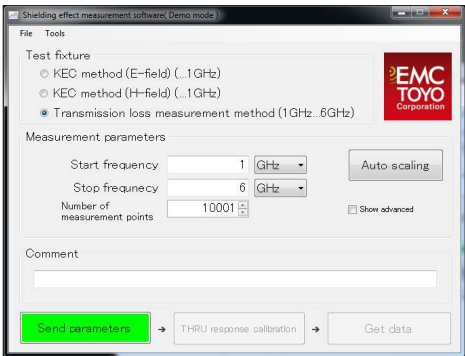 Shielding effect measurement software( Demo mode )
File Tools
Test fixture
KEC method (E-field) (...1GHz)
KEC method (H-field) (...1GHz)
Transmission loss measurement method (1GHz...6GHz)
EMC
TOYO
Corporation
Measurement parameters
Start frequency 1 GHz
Auto scaling
Stop frequnecy 6 GHz
Number of
measurement points 10001
Show advanced
Comment
Send parameters → THRU response calibration → Get data